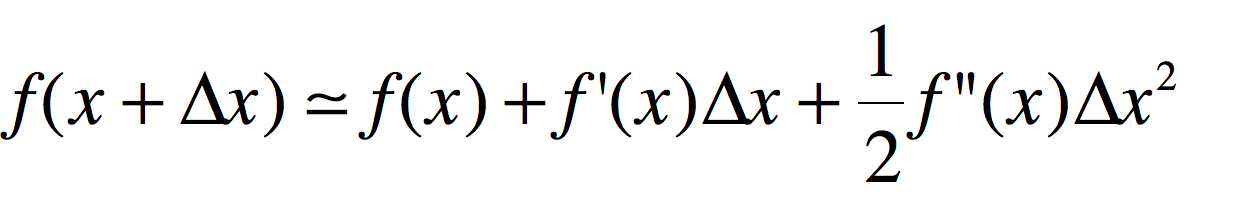 f(x + Δx) ≃ f(x) + f'(x)Δx + 1/2 f"(x)Δx²